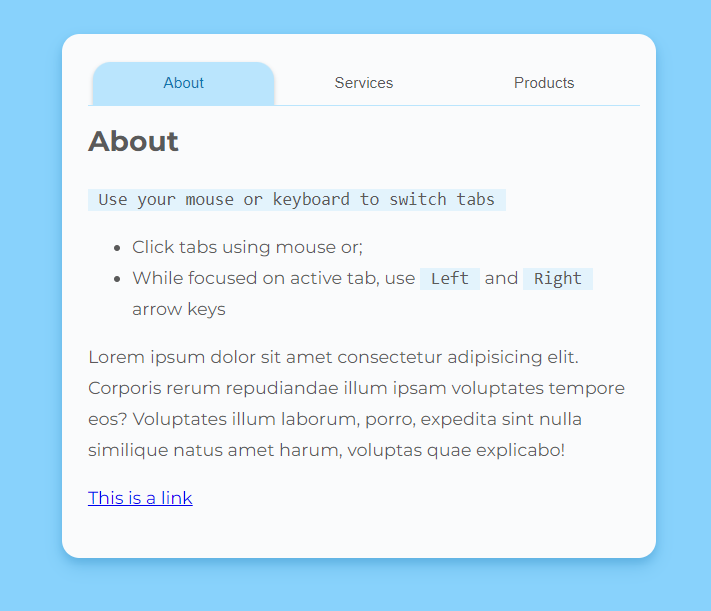 About Services Products
About
Use your mouse or keyboard to switch tabs
Click tabs using mouse or;
While focused on active tab, use Left and Right
arrow keys
Lorem ipsum dolor sit amet consectetur adipisicing elit.
Corporis rerum repudiandae illum ipsam voluptates tempore
eos? Voluptates illum laborum, porro, expedita sint nulla
similique natus amet harum, voluptas quae explicabo!
This is a link